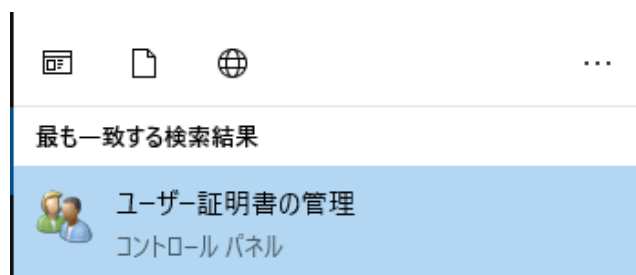 最も一致する検索結果
ユーザー証明書の管理
コントロール パネル